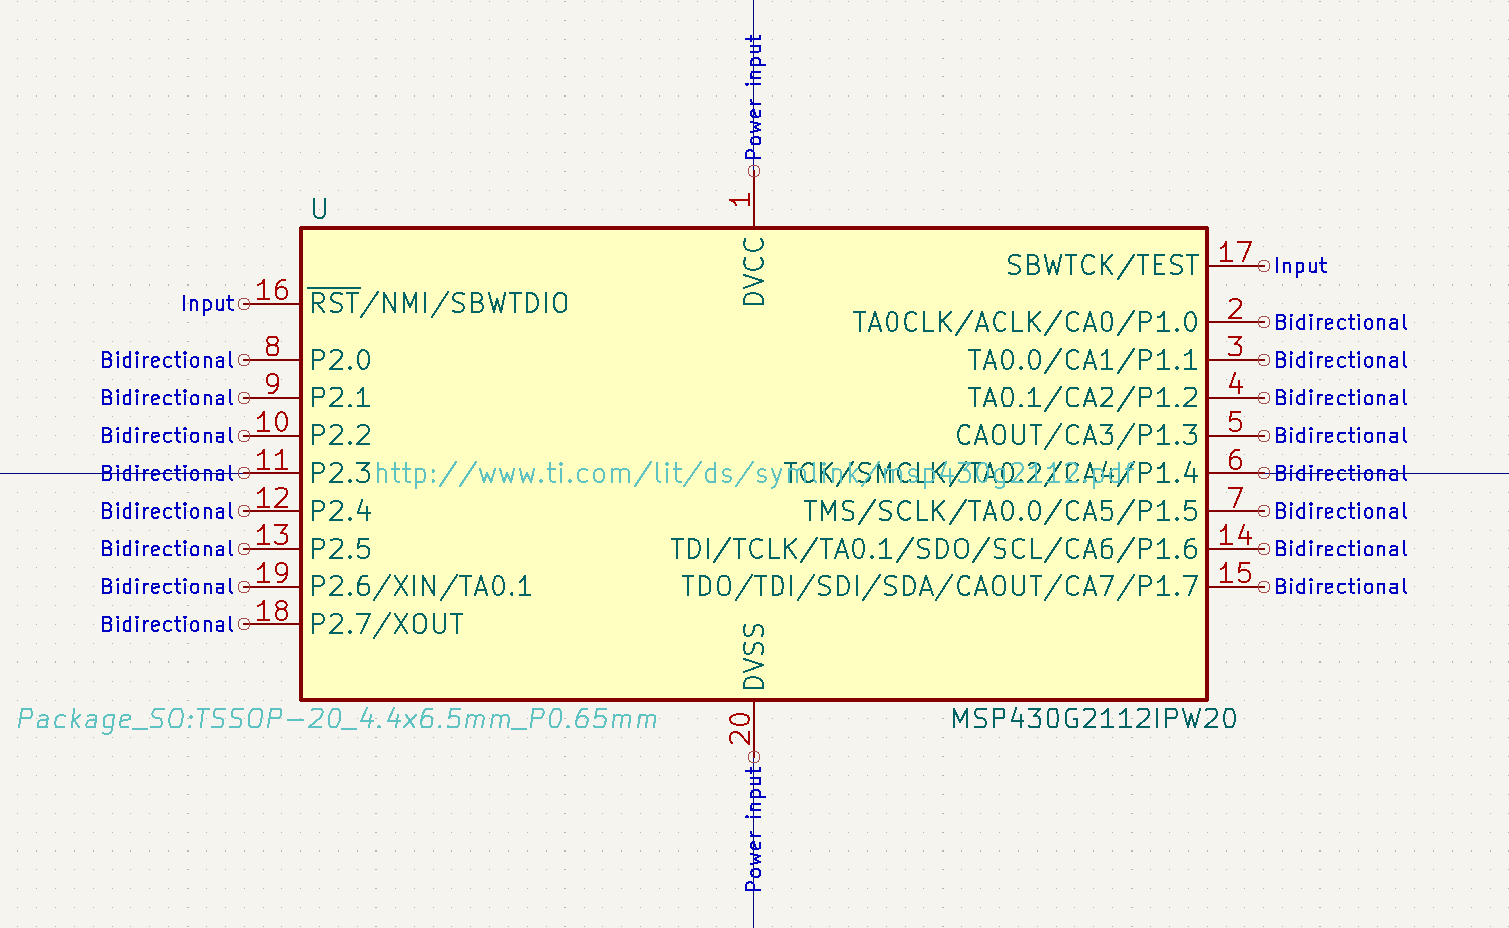 Power input
1
DVCC
U
SBWTCK/TEST 17 Input
Input 16 RST/NMI/SBWTDIO
TA0CLK/ACLK/CA0/P1.0 2 Bidirectional
Bidirectional 8 P2.0 TA0.0/CA1/P1.1 3 Bidirectional
Bidirectional 9 P2.1 TA0.1/CA2/P1.2 4 Bidirectional
Bidirectional 10 P2.2 CAOUT/CA3/P1.3 5 Bidirectional
Bidirectional 11 P2.3 http://www.ti.com/lit/ds/symlink/msp430g2112.pdf TCK/SMCLK/TA0.2/CA4/P1.4 6 Bidirectional
Bidirectional 12 P2.4 TMS/SCLK/TA0.0/CA5/P1.5 7 Bidirectional
Bidirectional 13 P2.5 TDI/TCLK/TA0.1/SDO/SCL/CA6/P1.6 14 Bidirectional
Bidirectional 19 P2.6/XIN/TA0.1 TDO/TDI/SDI/SDA/CAOUT/CA7/P1.7 15 Bidirectional
Bidirectional 18 P2.7/XOUT
DVSS
Package_SO:TSSOP-20_4.4x6.5mm_P0.65mm 20 MSP430G2112IPW20
Power input